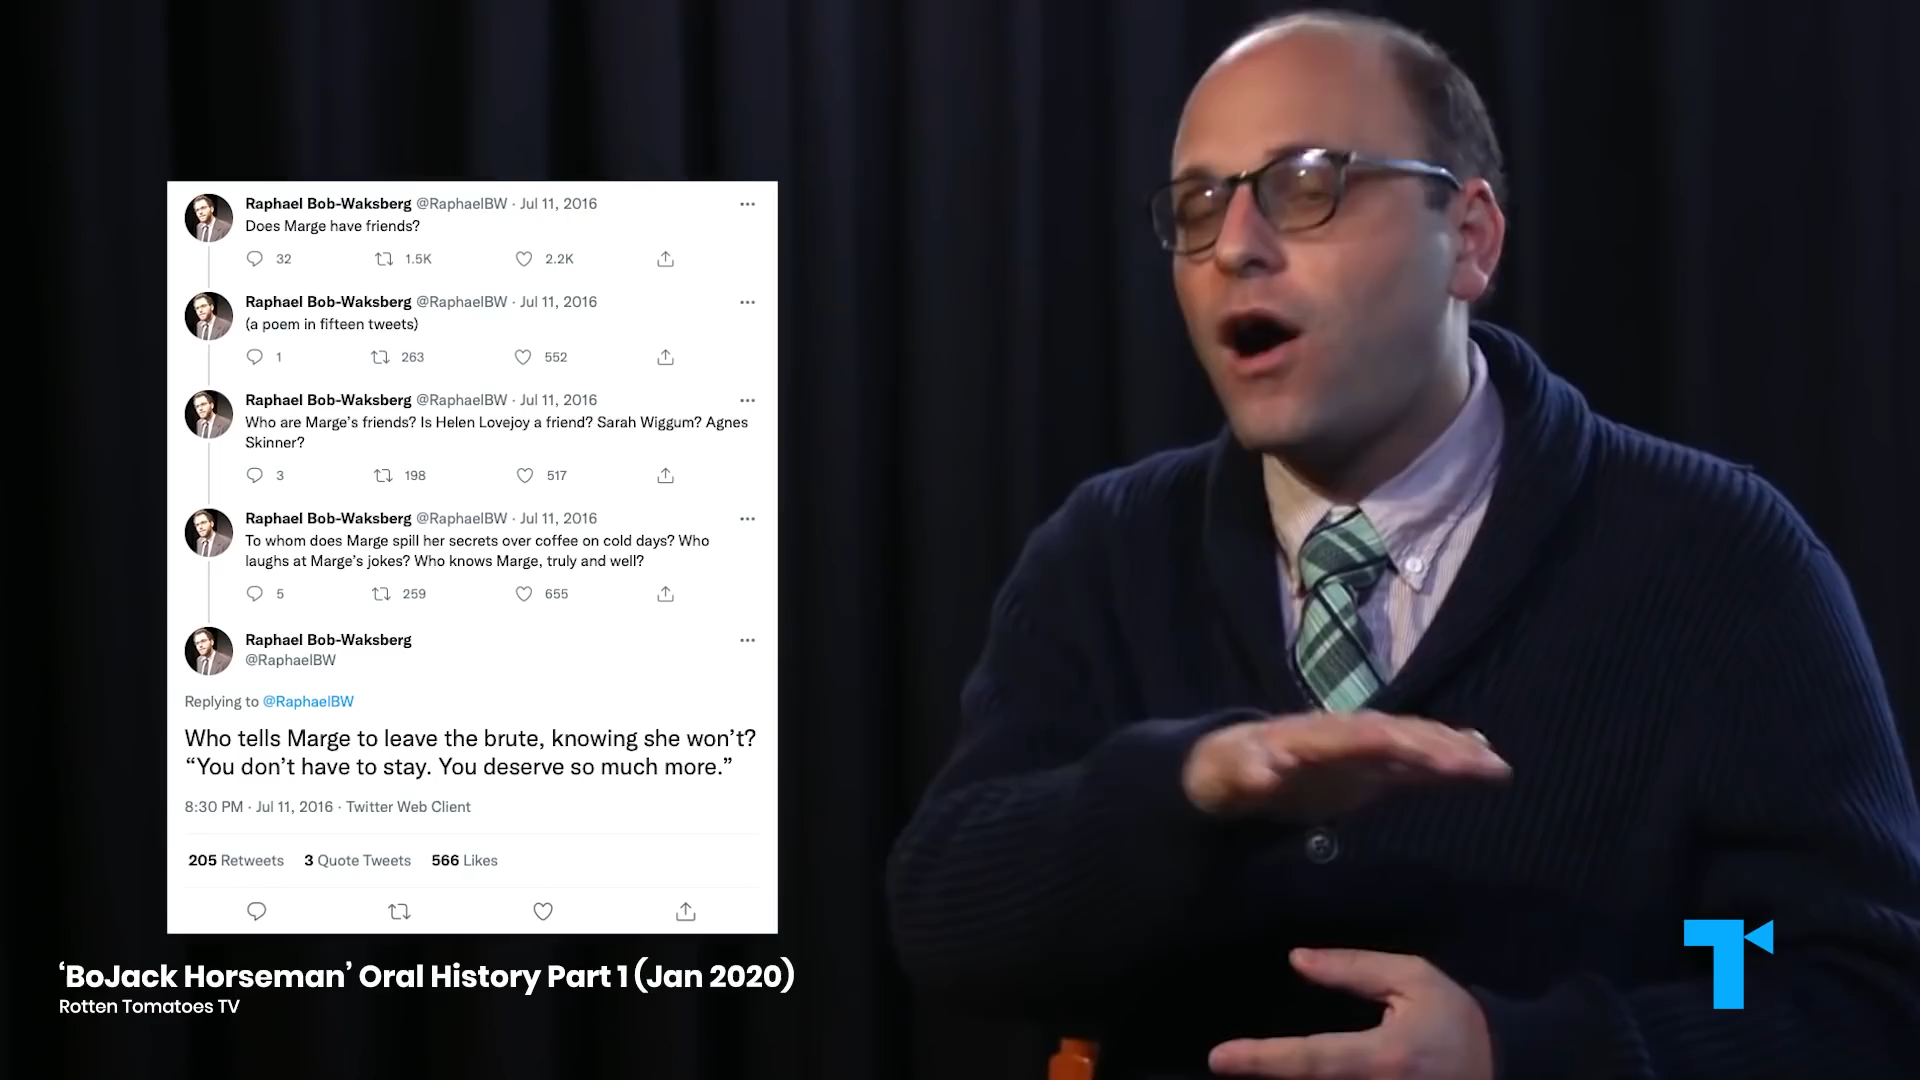 Raphael Bob-Waksberg @RaphaelBW · Jul 11, 2016
Does Marge have friends?
32 1.5K 2.2K
Raphael Bob-Waksberg @RaphaelBW · Jul 11, 2016
(a poem in fifteen tweets)
1 263 552
Raphael Bob-Waksberg @RaphaelBW · Jul 11, 2016
Who are Marge’s friends? Is Helen Lovejoy a friend? Sarah Wiggum? Agnes
Skinner?
3 198 517
Raphael Bob-Waksberg @RaphaelBW · Jul 11, 2016
To whom does Marge spill her secrets over coffee on cold days? Who
laughs at Marge’s jokes? Who knows Marge, truly and well?
5 259 655
Raphael Bob-Waksberg
@RaphaelBW
Replying to @RaphaelBW
Who tells Marge to leave the brute, knowing she won’t?
“You don’t have to stay. You deserve so much more.”
8:30 PM · Jul 11, 2016 · Twitter Web Client
205 Retweets 3 Quote Tweets 566 Likes
‘BoJack Horseman’ Oral History Part 1 (Jan 2020)
Rotten Tomatoes TV